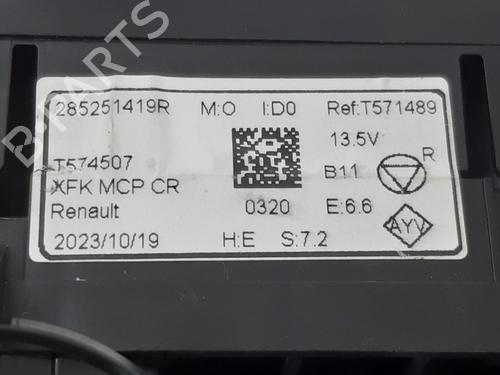 285251419R M:O I:D0 Ref:T571489
13.5V
T574507
B11 R
XFK MCP CR
Renault 0320 E:6.6
AYV
2023/10/19 H:E S:7.2
B-PARTS